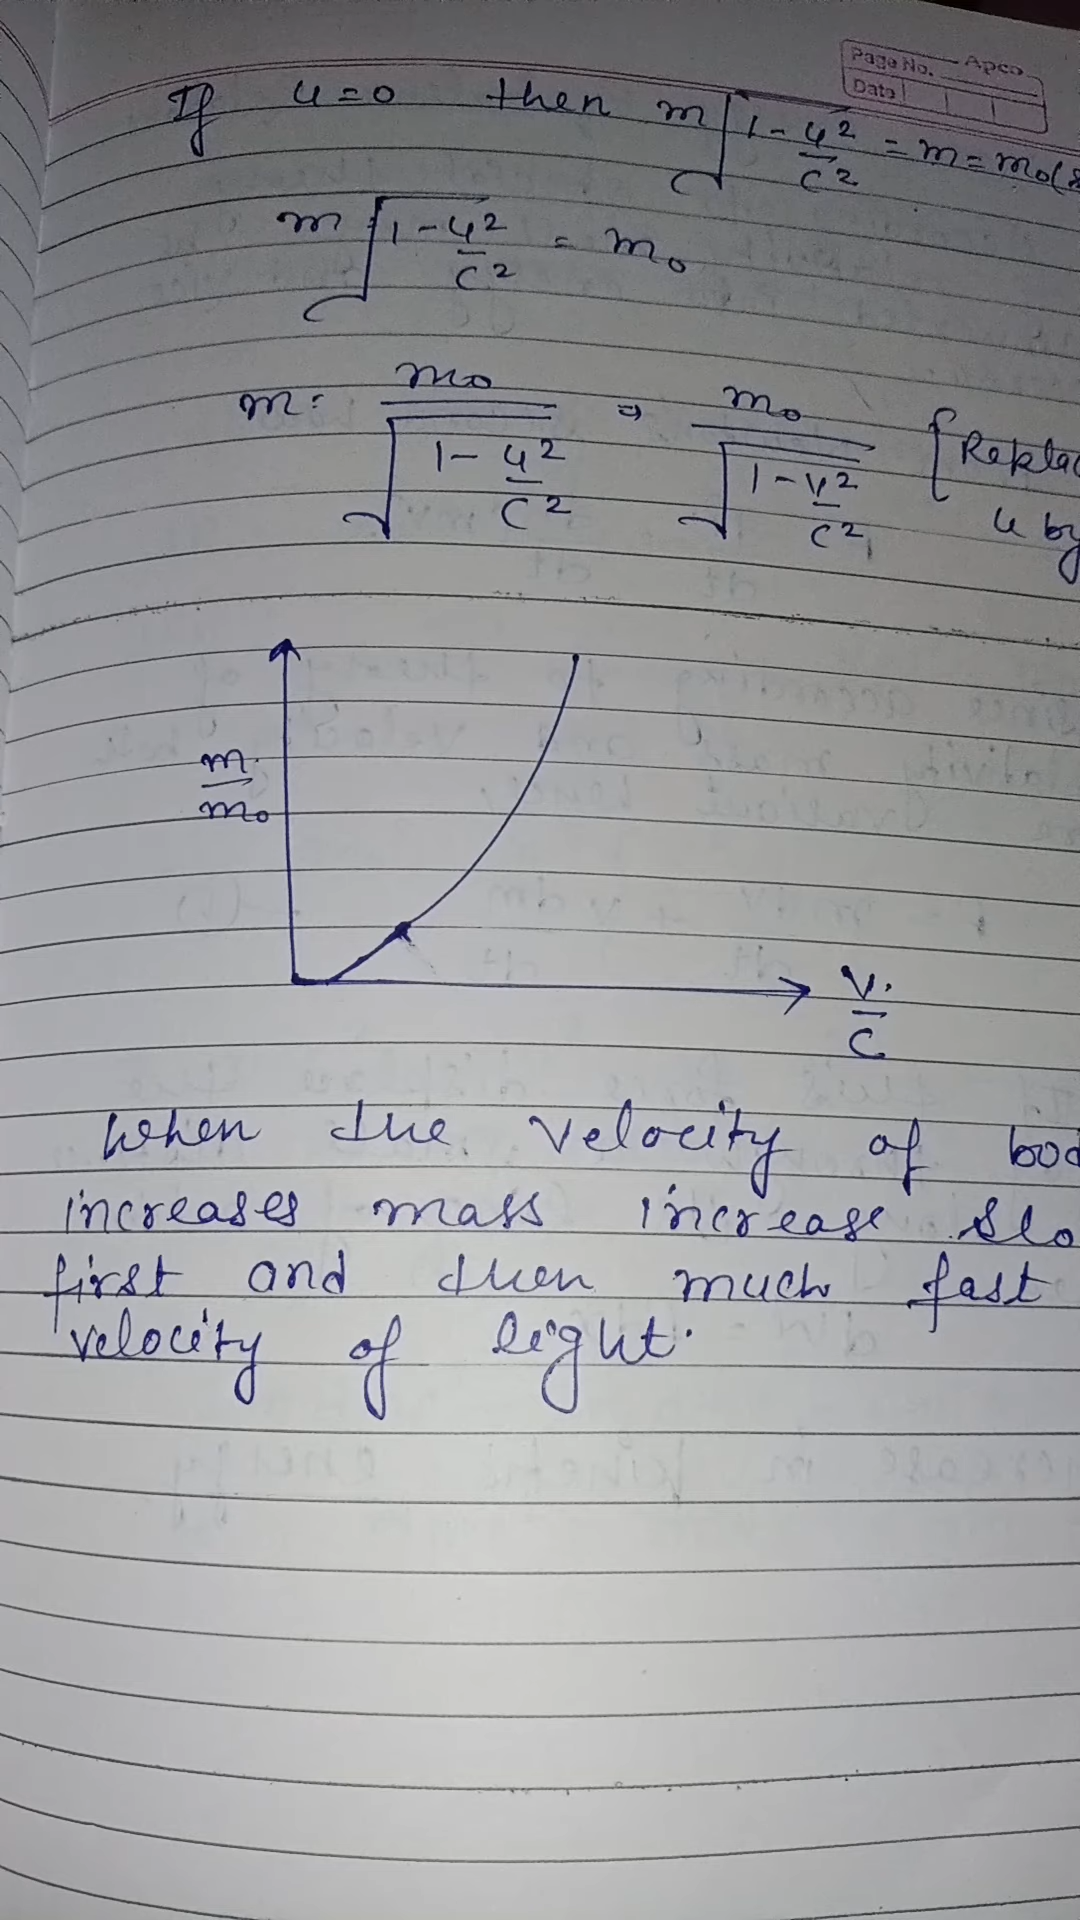 Page No. Apco
Date
If u=0 then m√1-u²/c² = m = m₀
m√1-u²/c² = m₀
m = m₀/√1-u²/c² ⇒ m₀/√1-v²/c² [Replac
u by
m/m₀
v/c
When the velocity of bod
increases mass increase slo
first and then much fast
velocity of light.